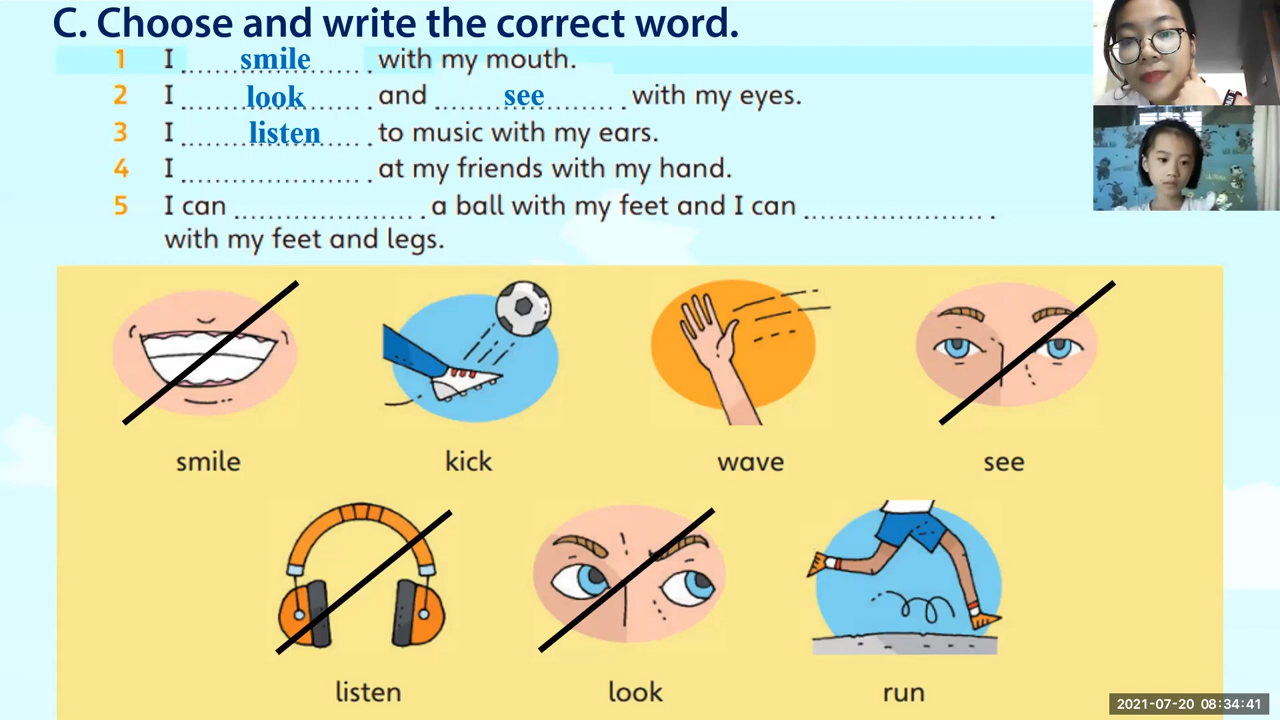 C. Choose and write the correct word.
1 I smile with my mouth.
2 I look and see with my eyes.
3 I listen to music with my ears.
4 I .................... at my friends with my hand.
5 I can .................... a ball with my feet and I can ....................
with my feet and legs.
smile kick wave see
listen look run
2021-07-20 08:34:41